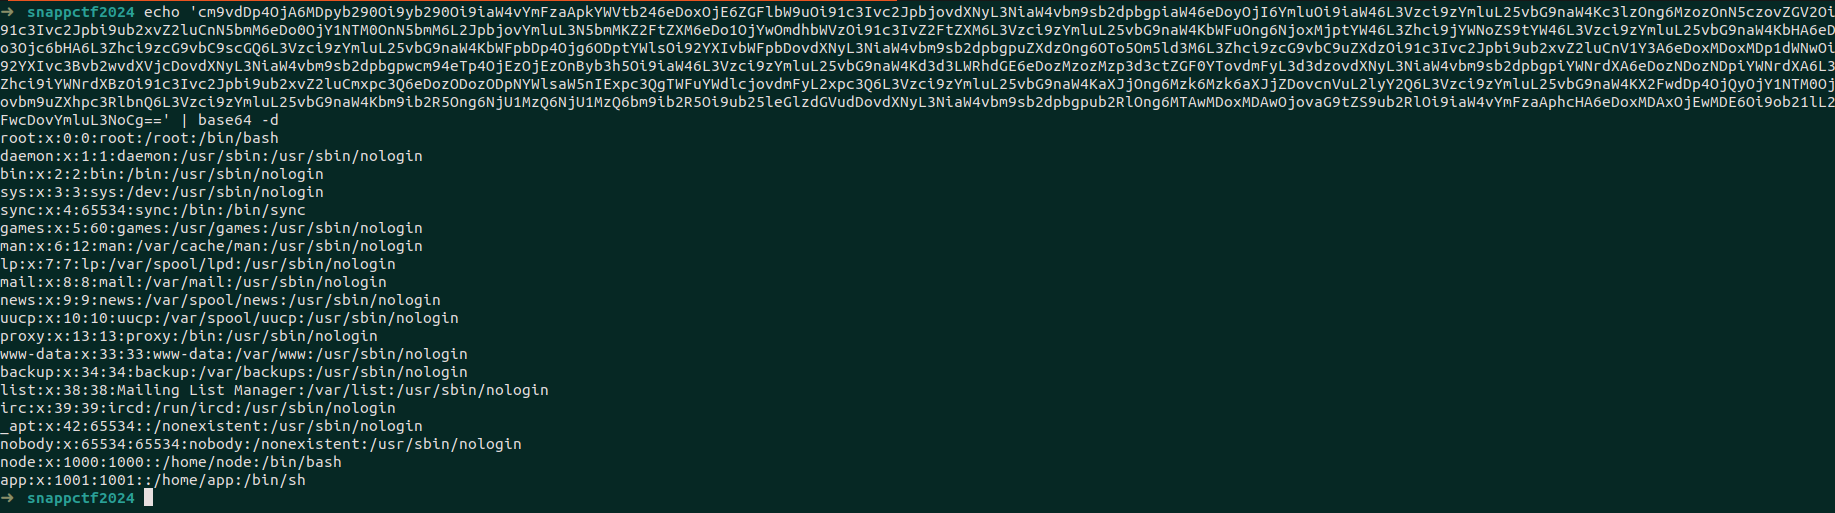 ➜  snappctf2024 echo 'cm9vdDp4OjA6MDpyb290Oi9yb290Oi9iaW4vYmFzaApkYWVtb246eDoxOjE6ZGFlbW9uOi91c3Ivc2JpbjovdXNyL3NiaW4vbm9sb2dpbgpiaW46eDoyOjI6YmluOi9iaW46L3Vzci9zYmluL25vbG9naW4Kc3lzOng6MzozOnN5czovZGV2Oi
91c3Ivc2Jpbi9ub2xvZ2luCnN5bmM6eDo0OjY1NTM0OnN5bmM6L2JpbjovYmluL3N5bmMKZ2FtZXM6eDo1OjYwOmdhbWVzOi91c3IvZ2FtZXM6L3Vzci9zYmluL25vbG9naW4KbWFuOng6NjoxMjptYW46L3Zhci9jYWNoZS9tYW46L3Vzci9zYmluL25vbG9naW4KbHA6eD
o3Ojc6bHA6L3Zhci9zcG9vbC9scGQ6L3Vzci9zYmluL25vbG9naW4KbWFpbDp4Ojg6ODptYWlsOi92YXIvbWFpbDovdXNyL3NiaW4vbm9sb2dpbgpuZXdzOng6OTo5Om5ld3M6L3Zhci9zcG9vbC9uZXdzOi91c3Ivc2Jpbi9ub2xvZ2luCnV1Y3A6eDoxMDoxMDp1dWNwOi
92YXIvc3Bvb2wvdXVjcDovdXNyL3NiaW4vbm9sb2dpbgpwcm94eTp4OjEzOjEzOnByb3h5Oi9iaW46L3Vzci9zYmluL25vbG9naW4Kd3d3LWRhdGE6eDozMzozMzp3d3ctZGF0YTovdmFyL3d3dzovdXNyL3NiaW4vbm9sb2dpbgpiYWNrdXA6eDozNDozNDpiYWNrdXA6L3
Zhci9iYWNrdXBzOi91c3Ivc2Jpbi9ub2xvZ2luCmxpc3Q6eDozODozODpNYWlsaW5nIExpc3QgTWFuYWdlcjovdmFyL2xpc3Q6L3Vzci9zYmluL25vbG9naW4KaXJjOng6Mzk6Mzk6aXJjZDovcnVuL2lyY2Q6L3Vzci9zYmluL25vbG9naW4KX2FwdDp4OjQyOjY1NTM0Oj
ovbm9uZXhpc3RlbnQ6L3Vzci9zYmluL25vbG9naW4Kbm9ib2R5Ong6NjU1MzQ6NjU1MzQ6bm9ib2R5Oi9ub25leGlzdGVudDovdXNyL3NiaW4vbm9sb2dpbgpub2RlOng6MTAwMDoxMDAwOjovaG9tZS9ub2RlOi9iaW4vYmFzaAphcHA6eDoxMDAxOjEwMDE6Oi9ob21lL2
FwcDovYmluL3NoCg==' | base64 -d
root:x:0:0:root:/root:/bin/bash
daemon:x:1:1:daemon:/usr/sbin:/usr/sbin/nologin
bin:x:2:2:bin:/bin:/usr/sbin/nologin
sys:x:3:3:sys:/dev:/usr/sbin/nologin
sync:x:4:65534:sync:/bin:/bin/sync
games:x:5:60:games:/usr/games:/usr/sbin/nologin
man:x:6:12:man:/var/cache/man:/usr/sbin/nologin
lp:x:7:7:lp:/var/spool/lpd:/usr/sbin/nologin
mail:x:8:8:mail:/var/mail:/usr/sbin/nologin
news:x:9:9:news:/var/spool/news:/usr/sbin/nologin
uucp:x:10:10:uucp:/var/spool/uucp:/usr/sbin/nologin
proxy:x:13:13:proxy:/bin:/usr/sbin/nologin
www-data:x:33:33:www-data:/var/www:/usr/sbin/nologin
backup:x:34:34:backup:/var/backups:/usr/sbin/nologin
list:x:38:38:Mailing List Manager:/var/list:/usr/sbin/nologin
irc:x:39:39:ircd:/run/ircd:/usr/sbin/nologin
_apt:x:42:65534::/nonexistent:/usr/sbin/nologin
nobody:x:65534:65534:nobody:/nonexistent:/usr/sbin/nologin
node:x:1000:1000::/home/node:/bin/bash
app:x:1001:1001::/home/app:/bin/sh
➜  snappctf2024